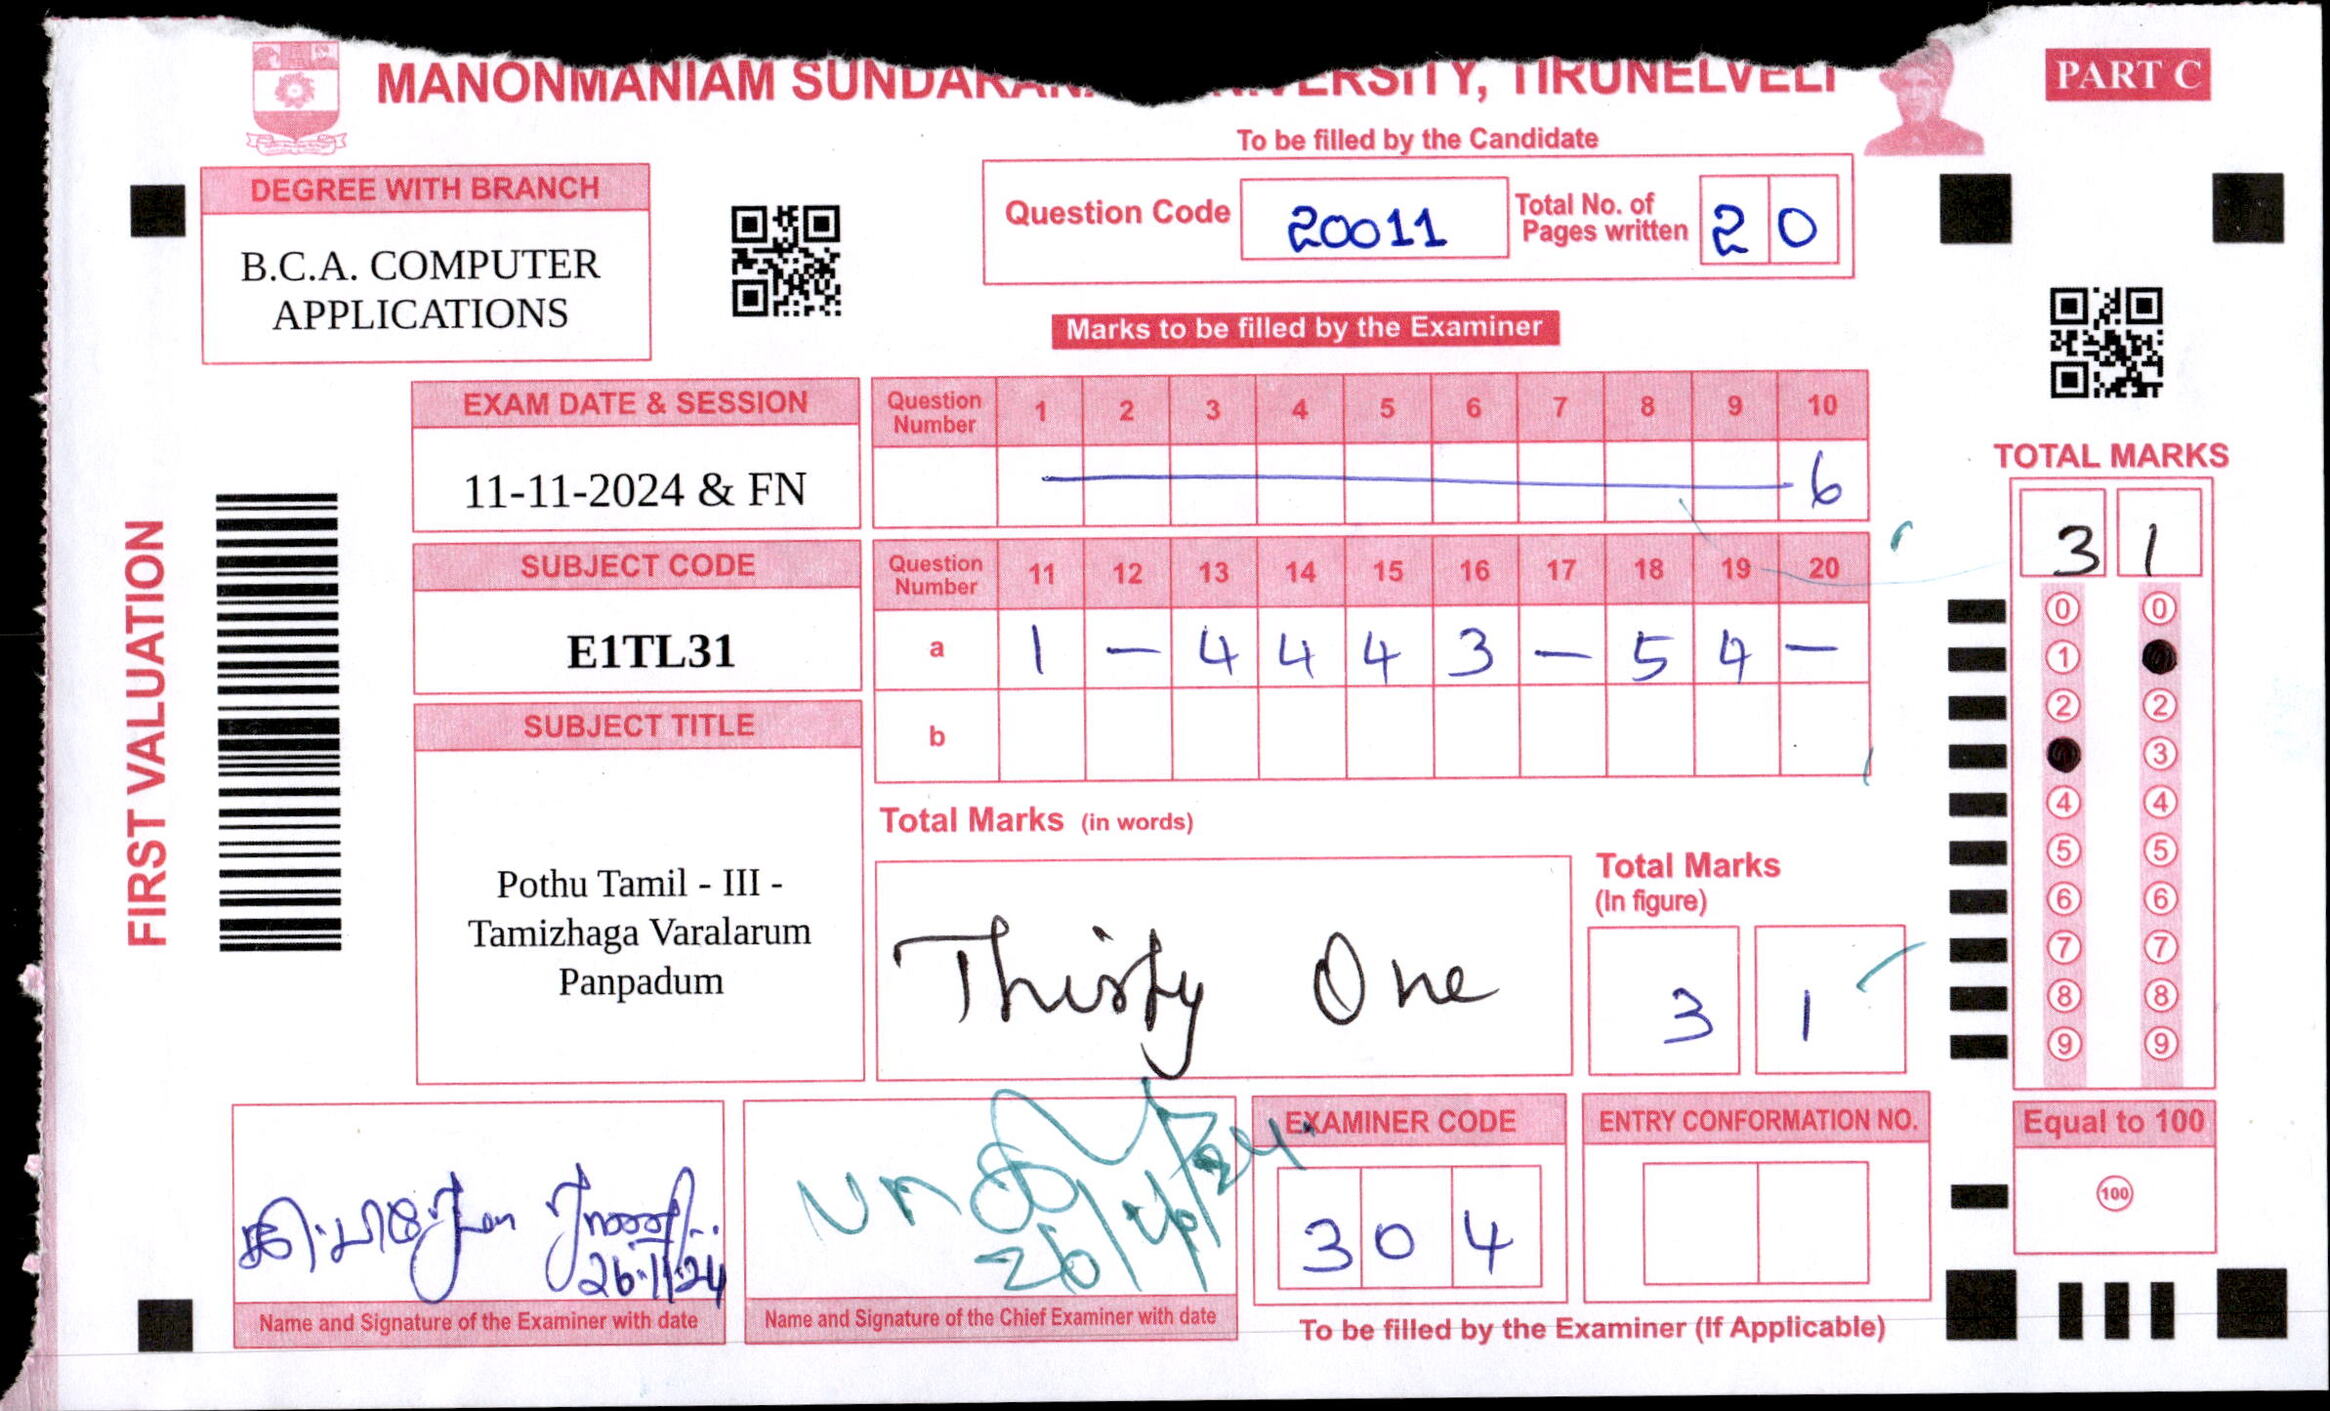 MANONMANIAM UNIVERSITY, TIRUNELVELI
PART C
To be filled by the Candidate
DEGREE WITH BRANCH
B.C.A. COMPUTER
APPLICATIONS
Question Code 20011
Total No. of
Pages written 2 0
Marks to be filled by the Examiner
EXAM DATE & SESSION
11-11-2024 & FN
SUBJECT CODE
E1TL31
SUBJECT TITLE
Pothu Tamil - III -
Tamizhaga Varalarum
Panpadum
FIRST VALUATION
Question
Number 1 2 3 4 5 6 7 8 9 10
6
Question
Number 11 12 13 14 15 16 17 18 19 20
a 1 - 4 4 4 3 - 5 4 -
b
Total Marks (in words)
Thirty One
Total Marks
(In figure)
3 1
TOTAL MARKS
3 1
0 0
1
2 2
3
4 4
5 5
6 6
7 7
8 8
9 9
Equal to 100
100
26.11.24
Name and Signature of the Examiner with date
Name and Signature of the Chief Examiner with date
EXAMINER CODE
3 0 4
ENTRY CONFORMATION NO.
To be filled by the Examiner (If Applicable)